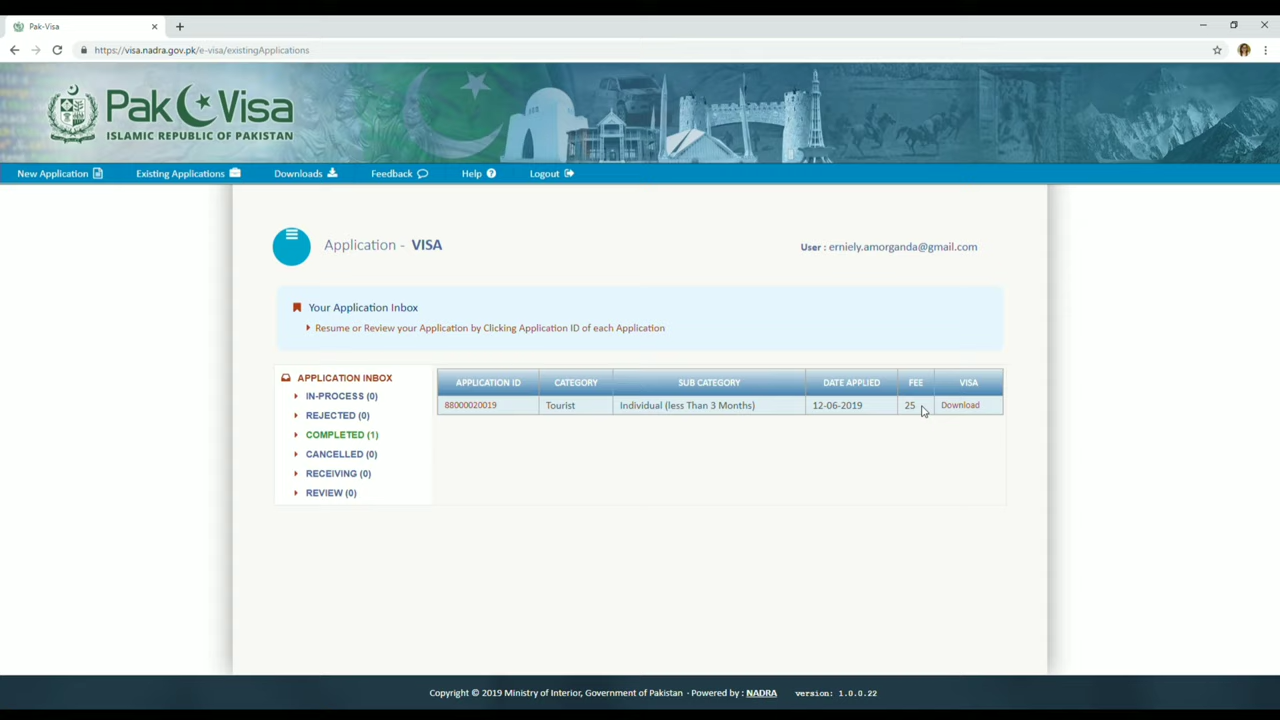 Pak-Visa
https://visa.nadra.gov.pk/e-visa/existingApplications
Pak Visa
ISLAMIC REPUBLIC OF PAKISTAN
New Application Existing Applications Downloads Feedback Help Logout
Application - VISA
User : erniely.amorganda@gmail.com
Your Application Inbox
Resume or Review your Application by Clicking Application ID of each Application
APPLICATION INBOX
IN-PROCESS (0)
REJECTED (0)
COMPLETED (1)
CANCELLED (0)
RECEIVING (0)
REVIEW (0)
APPLICATION ID CATEGORY SUB CATEGORY DATE APPLIED FEE VISA
88000020019 Tourist Individual (less Than 3 Months) 12-06-2019 25 Download
Copyright © 2019 Ministry of Interior, Government of Pakistan - Powered by : NADRA version: 1.0.0.22